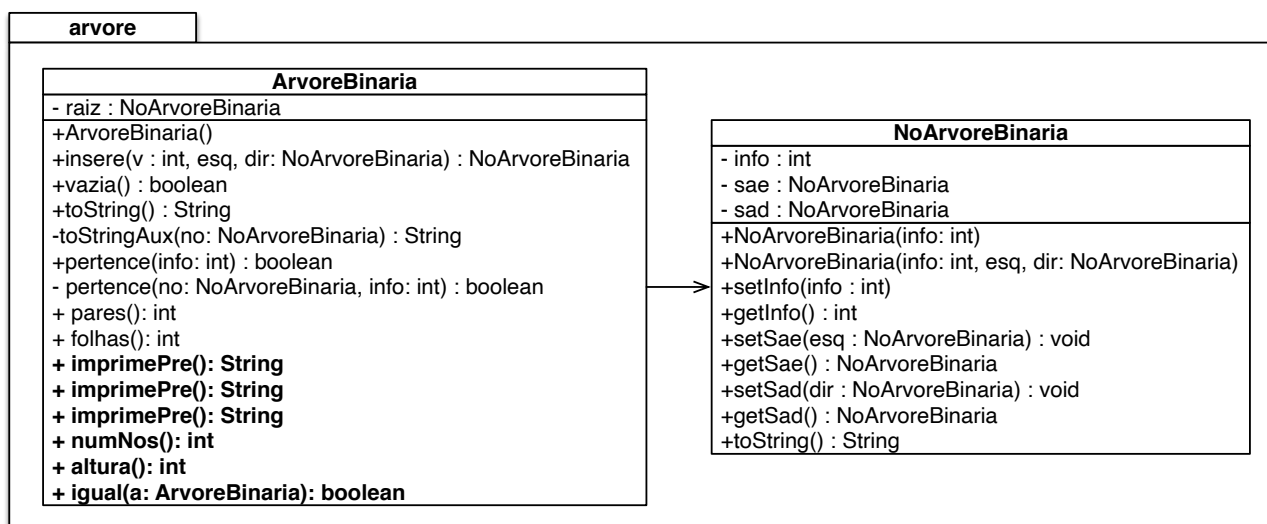 arvore
ArvoreBinaria
- raiz : NoArvoreBinaria
+ArvoreBinaria()
+insere(v : int, esq, dir: NoArvoreBinaria) : NoArvoreBinaria
+vazia() : boolean
+toString() : String
-toStringAux(no: NoArvoreBinaria) : String
+pertence(info: int) : boolean
- pertence(no: NoArvoreBinaria, info: int) : boolean
+ pares(): int
+ folhas(): int
+ imprimePre(): String
+ imprimePre(): String
+ imprimePre(): String
+ numNos(): int
+ altura(): int
+ igual(a: ArvoreBinaria): boolean
NoArvoreBinaria
- info : int
- sae : NoArvoreBinaria
- sad : NoArvoreBinaria
+NoArvoreBinaria(info: int)
+NoArvoreBinaria(info: int, esq, dir: NoArvoreBinaria)
+setInfo(info : int)
+getInfo() : int
+setSae(esq : NoArvoreBinaria) : void
+getSae() : NoArvoreBinaria
+setSad(dir : NoArvoreBinaria) : void
+getSad() : NoArvoreBinaria
+toString() : String